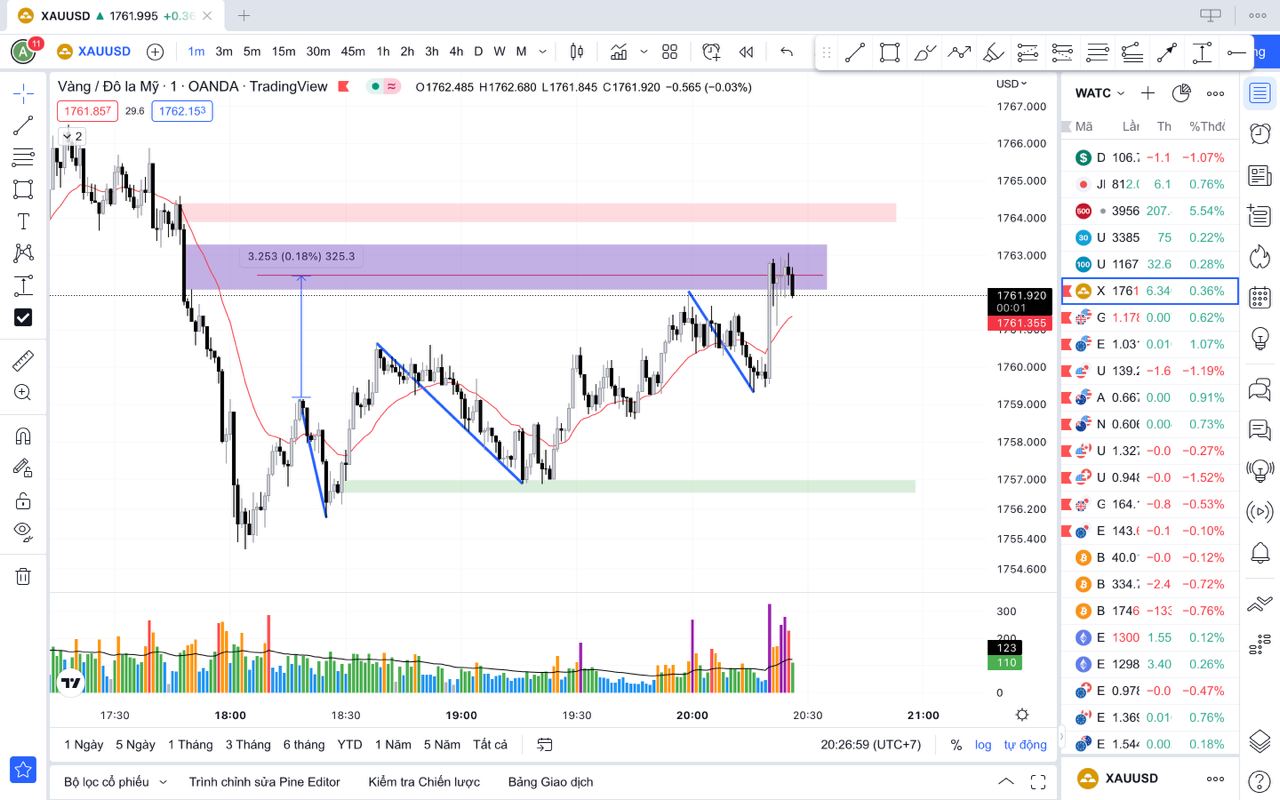 XAUUSD ▲ 1761.995 +0.36
A 11
XAUUSD 1m 3m 5m 15m 30m 45m 1h 2h 3h 4h D W M
ng
Vàng / Đô la Mỹ · 1 · OANDA · TradingView O1762.485 H1762.680 L1761.845 C1761.920 −0.565 (−0.03%)
1761.857 29.6 1762.153
2
USD
1767.000
1766.000
1765.000
1764.000
1763.000
3.253 (0.18%) 325.3
1761.920
00:01
1761.355
1760.000
1759.000
1758.000
1757.000
1756.200
1755.400
1754.600
300
200
123
110
0
17:30 18:00 18:30 19:00 19:30 20:00 20:30 21:00
1 Ngày 5 Ngày 1 Tháng 3 Tháng 6 tháng YTD 1 Năm 5 Năm Tất cả 20:26:59 (UTC+7) % log tự động
Bộ lọc cổ phiếu Trình chỉnh sửa Pine Editor Kiểm tra Chiến lược Bảng Giao dịch
WATC
Mã Lần Th %Thđổ
D 106.7 −1.1 −1.07%
JI 812.0 6.1 0.76%
500 3956 207. 5.54%
30 U 3385 75 0.22%
100 U 1167 32.6 0.28%
X 1761 6.34 0.36%
G 1.178 0.00 0.62%
E 1.031 0.01 1.07%
U 139.2 −1.6 −1.19%
A 0.667 0.00 0.91%
N 0.606 0.00 0.73%
U 1.327 −0.0 −0.27%
U 0.948 −0.0 −1.52%
G 164.1 −0.8 −0.53%
E 143.6 −0.1 −0.10%
B 40.0 −0.0 −0.12%
B 334.7 −2.4 −0.72%
B 1746 −133 −0.76%
E 1300 1.55 0.12%
E 1298 3.40 0.26%
E 0.978 −0.0 −0.47%
E 1.369 0.01 0.76%
E 1.544 0.00 0.18%
XAUUSD